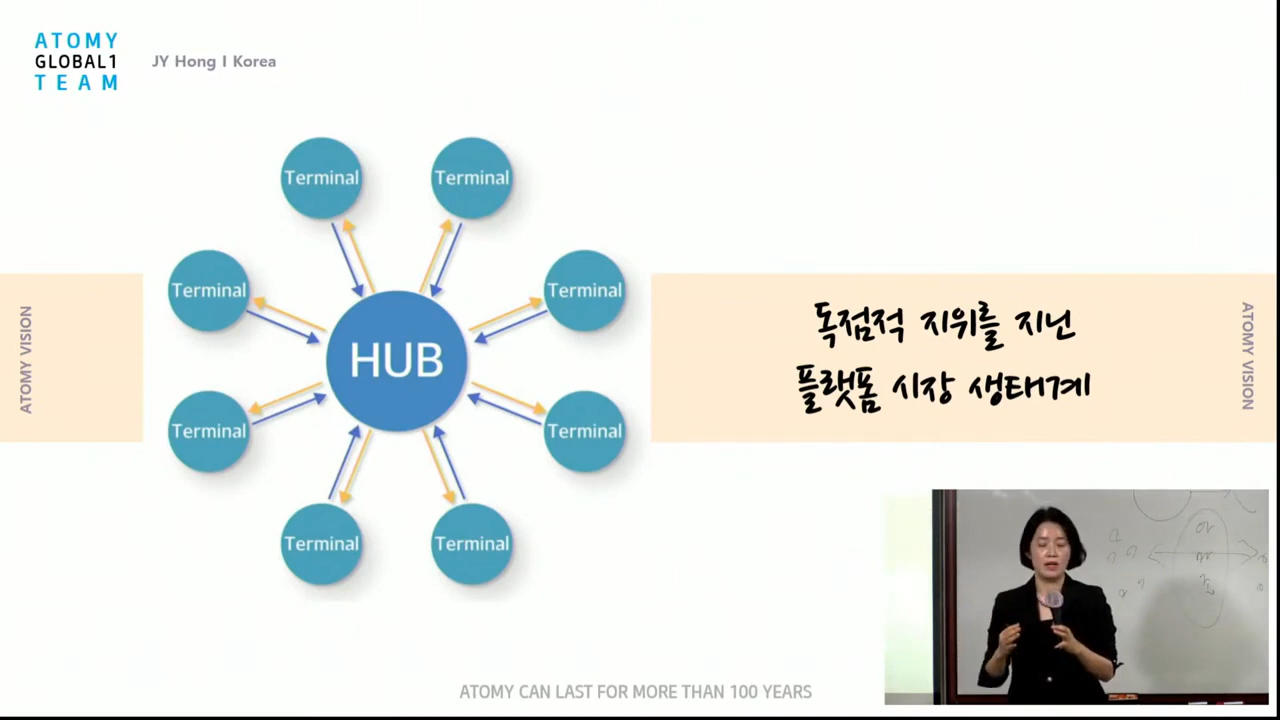 ATOMY
GLOBAL1
TEAM
JY Hong I Korea
Terminal
Terminal
Terminal
Terminal
HUB
Terminal
Terminal
Terminal
Terminal
ATOMY VISION
독점적 지위를 지닌
플랫폼 시장 생태계
ATOMY VISION
ATOMY CAN LAST FOR MORE THAN 100 YEARS